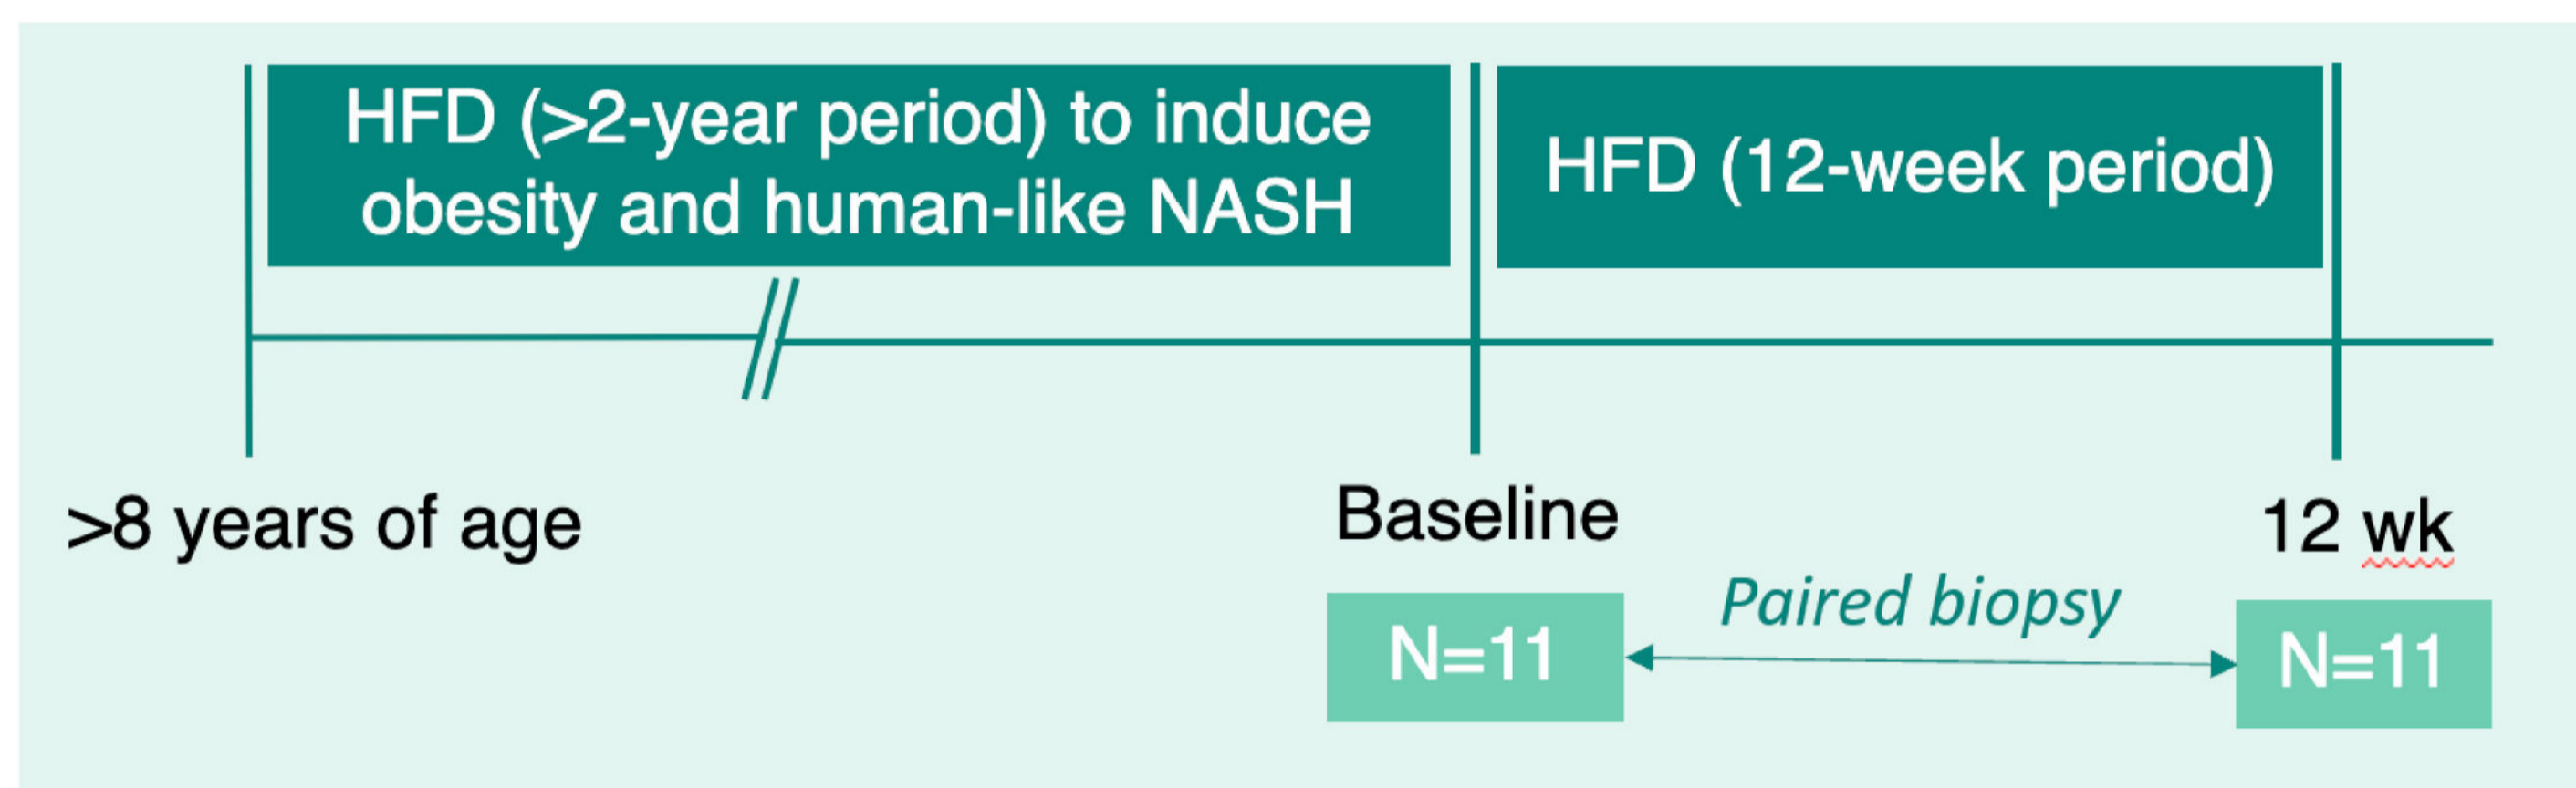 HFD (>2-year period) to induce
obesity and human-like NASH
HFD (12-week period)
>8 years of age
Baseline
12 wk
Paired biopsy
N=11
N=11